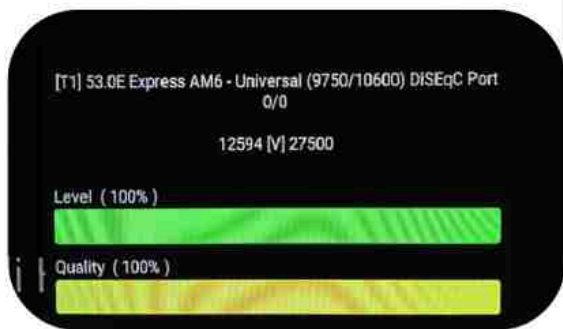 [T1] 53.0E Express AM6 - Universal (9750/10600) DiSEqC Port
0/0
12594 [V] 27500
Level ( 100% )
Quality ( 100% )